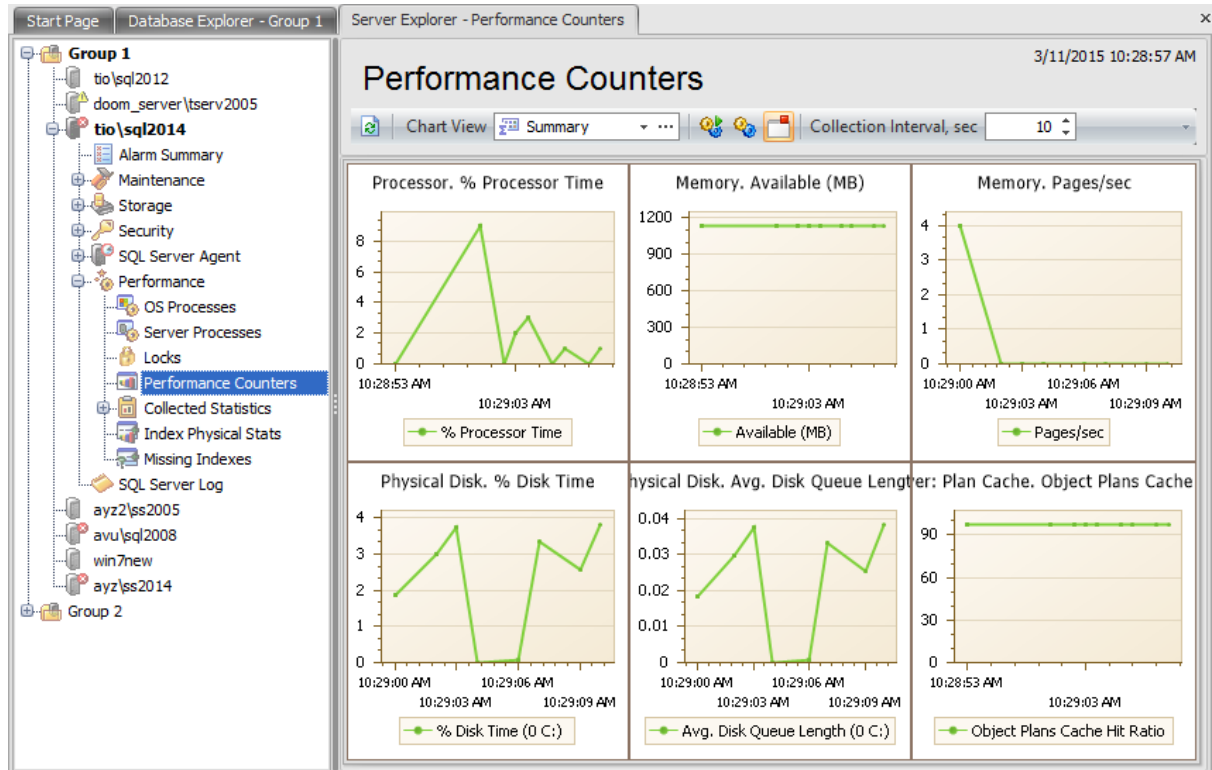 Start Page
Database Explorer - Group 1
Server Explorer - Performance Counters
Group 1
tio\sql2012
doom_server\tserv2005
tio\sql2014
Alarm Summary
Maintenance
Storage
Security
SQL Server Agent
Performance
OS Processes
Server Processes
Locks
Performance Counters
Collected Statistics
Index Physical Stats
Missing Indexes
SQL Server Log
ayz2\ss2005
avu\sql2008
win7new
ayz\ss2014
Group 2
3/11/2015 10:28:57 AM
Performance Counters
Chart View Summary Collection Interval, sec 10
Processor. % Processor Time
8
6
4
2
0
10:28:53 AM
10:29:03 AM
% Processor Time
Memory. Available (MB)
1200
900
600
300
0
10:28:53 AM
10:29:03 AM
Available (MB)
Memory. Pages/sec
4
3
2
1
0
10:29:00 AM 10:29:06 AM
10:29:03 AM 10:29:09 AM
Pages/sec
Physical Disk. % Disk Time
4
3
2
1
0
10:29:00 AM 10:29:06 AM
10:29:03 AM 10:29:09 AM
% Disk Time (0 C:)
hysical Disk. Avg. Disk Queue Lengt
0.04
0.03
0.02
0.01
0
10:29:00 AM 10:29:06 AM
10:29:03 AM 10:29:09 AM
Avg. Disk Queue Length (0 C:)
er: Plan Cache. Object Plans Cache
90
60
30
0
10:28:53 AM
10:29:03 AM
Object Plans Cache Hit Ratio